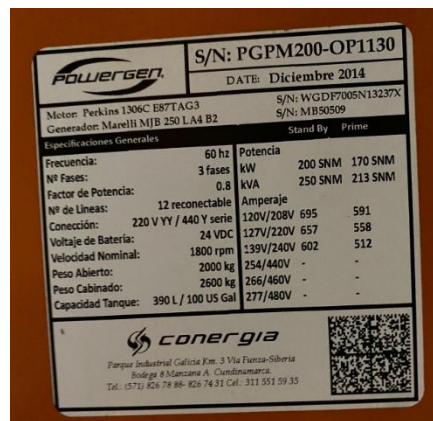 POWERGEN.
S/N: PGPM200-OP1130
DATE: Diciembre 2014
Motor: Perkins 1306C E87TAG3
S/N: WGDF7005N13237X
Generador: Marelli MJB 250 LA4 B2
S/N: MB50509
Especificaciones Generales
Stand By Prime
Frecuencia: 60 hz
Nº Fases: 3 fases
Factor de Potencia: 0.8
Nº de Lineas: 12 reconectable
Conección: 220 V YY / 440 Y serie
Voltaje de Batería: 24 VDC
Velocidad Nominal: 1800 rpm
Peso Abierto: 2000 kg
Peso Cabinado: 2600 kg
Capacidad Tanque: 390 L / 100 US Gal
Potencia
kW 200 SNM 170 SNM
kVA 250 SNM 213 SNM
Amperaje
120V/208V 695 591
127V/220V 657 558
139V/240V 602 512
254/440V - -
266/460V - -
277/480V - -
conergia
Parque Industrial Galicia Km. 3 Vía Funza-Siberia
Bodega 8 Manzana A. Cundinamarca.
Tel.: (571) 826 78 86- 826 74 31 Cel.: 311 551 59 35